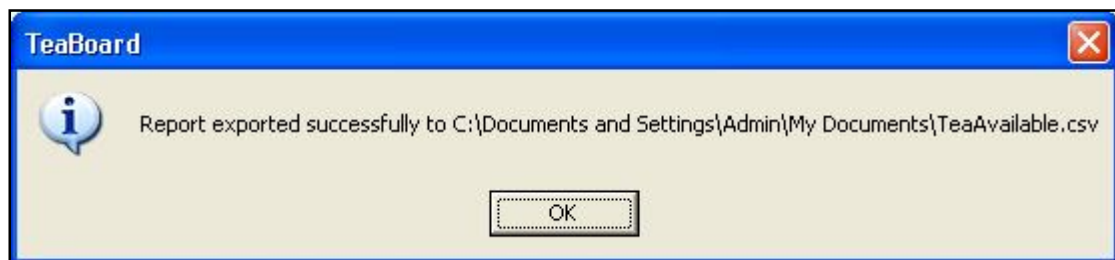 TeaBoard
Report exported successfully to C:\Documents and Settings\Admin\My Documents\TeaAvailable.csv
OK